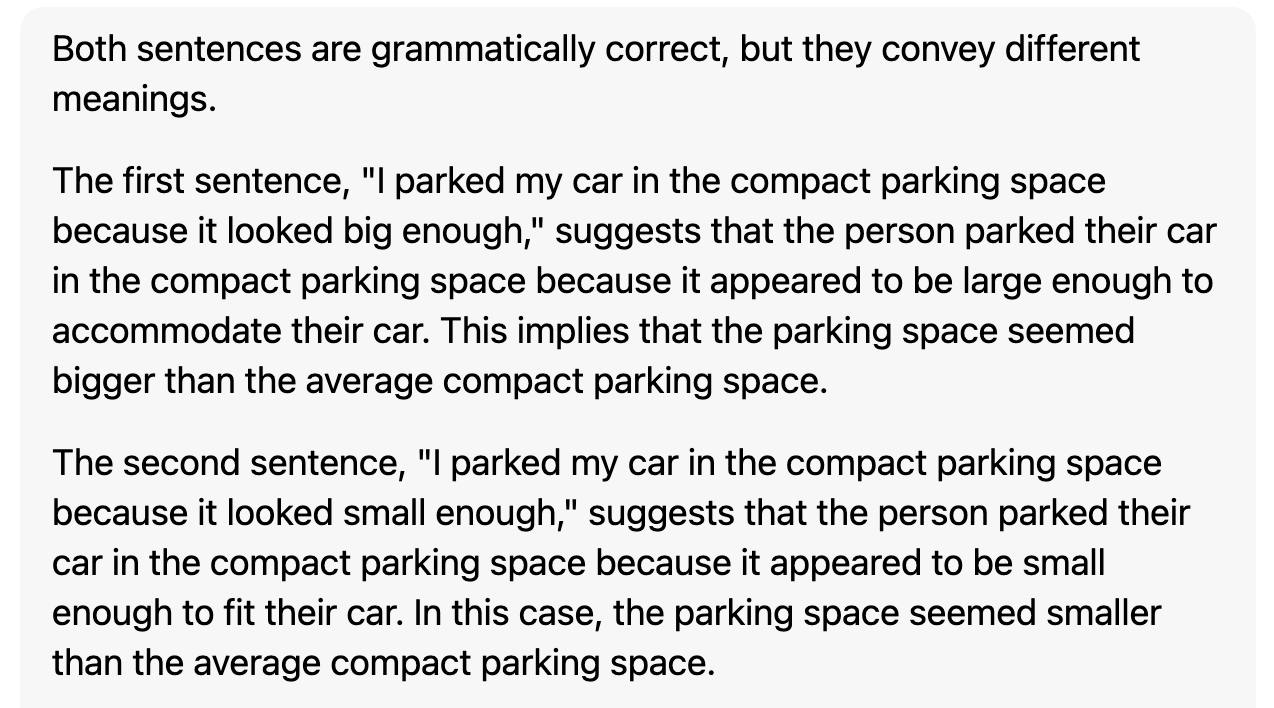 Both sentences are grammatically correct, but they convey different
meanings.
The first sentence, "I parked my car in the compact parking space
because it looked big enough," suggests that the person parked their car
in the compact parking space because it appeared to be large enough to
accommodate their car. This implies that the parking space seemed
bigger than the average compact parking space.
The second sentence, "I parked my car in the compact parking space
because it looked small enough," suggests that the person parked their
car in the compact parking space because it appeared to be small
enough to fit their car. In this case, the parking space seemed smaller
than the average compact parking space.